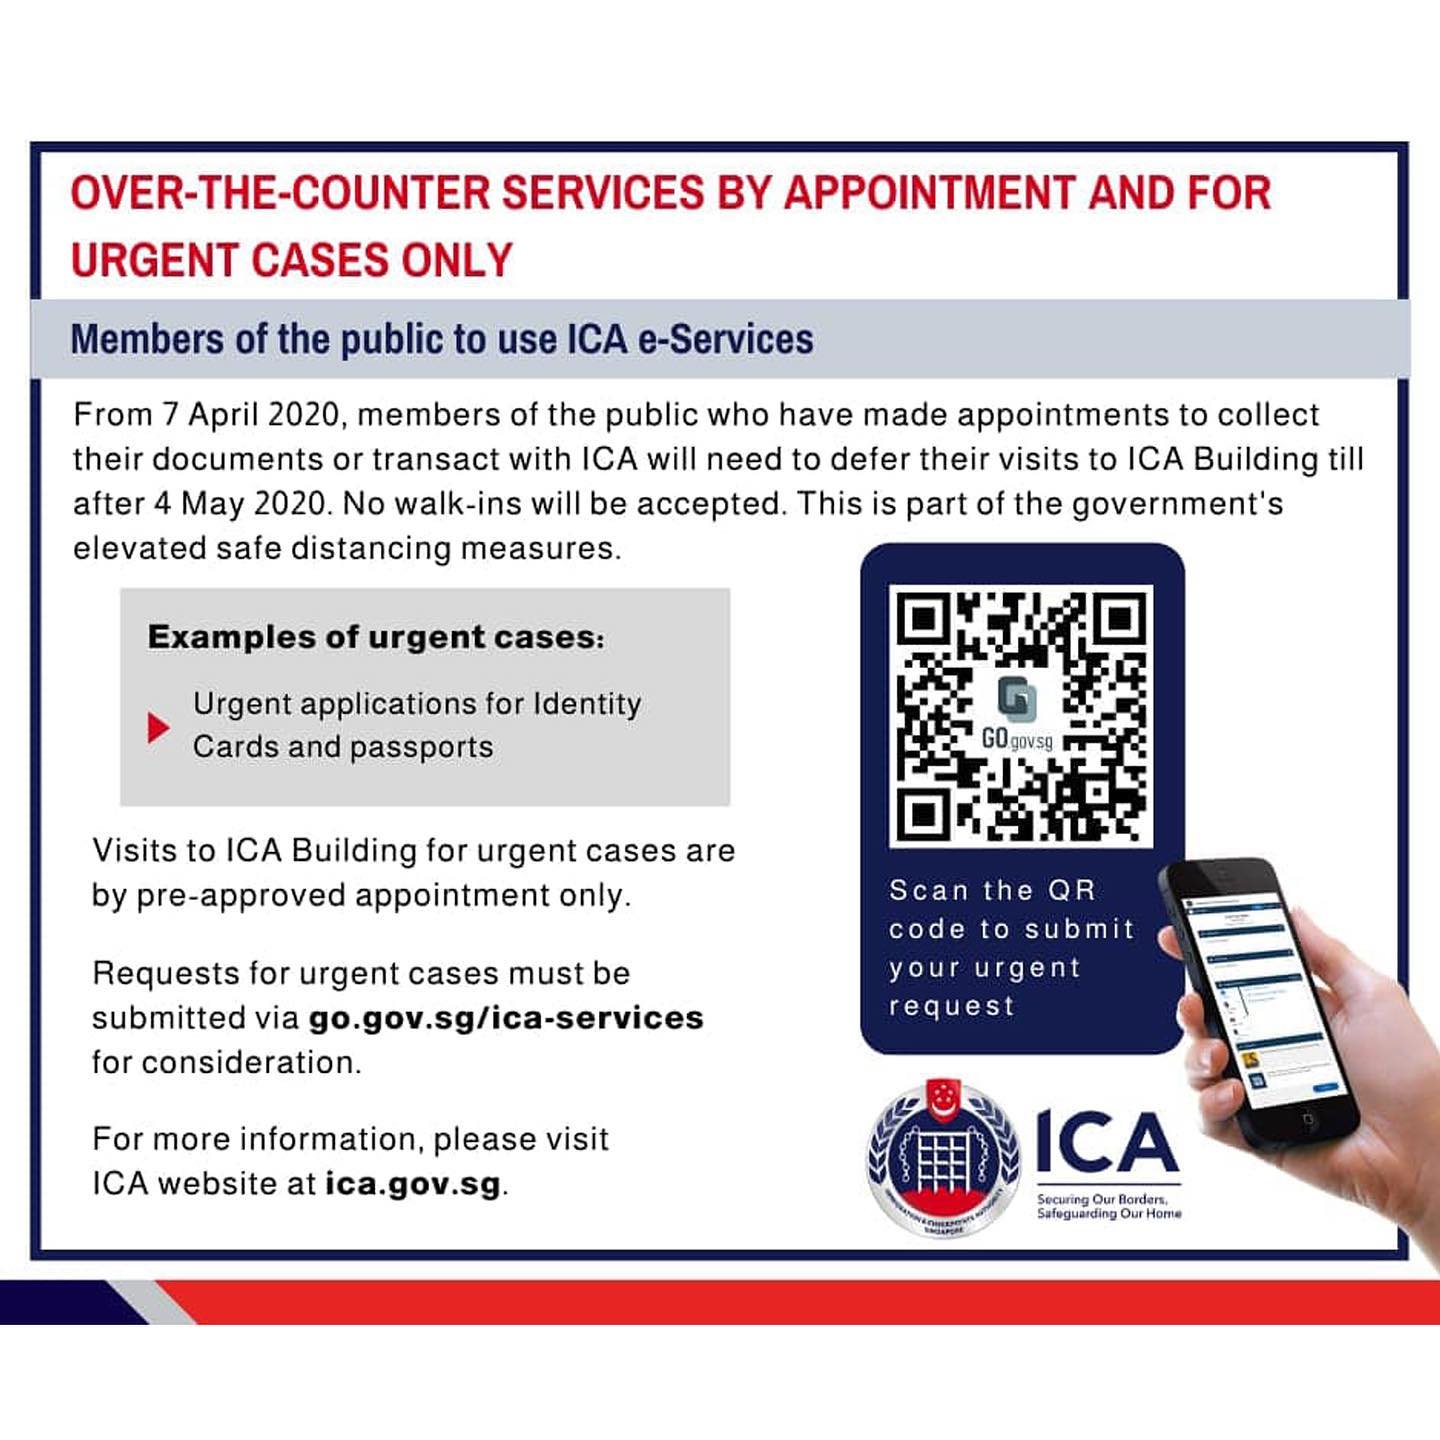 OVER-THE-COUNTER SERVICES BY APPOINTMENT AND FOR
URGENT CASES ONLY
Members of the public to use ICA e-Services
From 7 April 2020, members of the public who have made appointments to collect
their documents or transact with ICA will need to defer their visits to ICA Building till
after 4 May 2020. No walk-ins will be accepted. This is part of the government's
elevated safe distancing measures.
Examples of urgent cases:
Urgent applications for Identity
Cards and passports
Visits to ICA Building for urgent cases are
by pre-approved appointment only.
Requests for urgent cases must be
submitted via go.gov.sg/ica-services
for consideration.
For more information, please visit
ICA website at ica.gov.sg.
GO.gov.sg
Scan the QR
code to submit
your urgent
request
IMMIGRATION & CHECKPOINTS AUTHORITY
SINGAPORE
ICA
Securing Our Borders,
Safeguarding Our Home